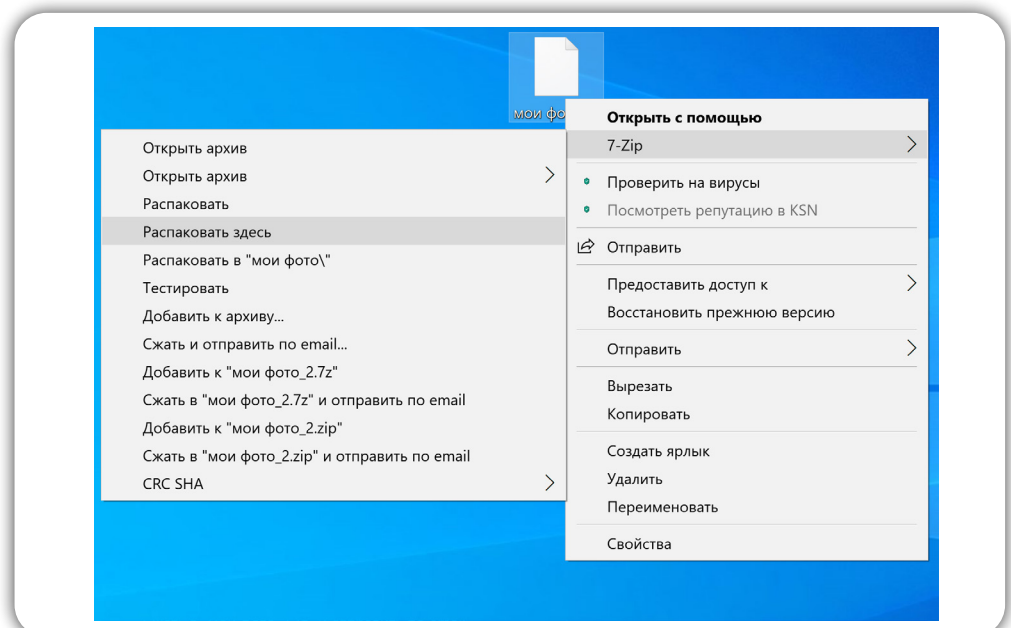 мои фо
Открыть с помощью
7-Zip
Проверить на вирусы
Посмотреть репутацию в KSN
Отправить
Предоставить доступ к
Восстановить прежнюю версию
Отправить
Вырезать
Копировать
Создать ярлык
Удалить
Переименовать
Свойства
Открыть архив
Открыть архив
Распаковать
Распаковать здесь
Распаковать в "мои фото\"
Тестировать
Добавить к архиву...
Сжать и отправить по email...
Добавить к "мои фото_2.7z"
Сжать в "мои фото_2.7z" и отправить по email
Добавить к "мои фото_2.zip"
Сжать в "мои фото_2.zip" и отправить по email
CRC SHA